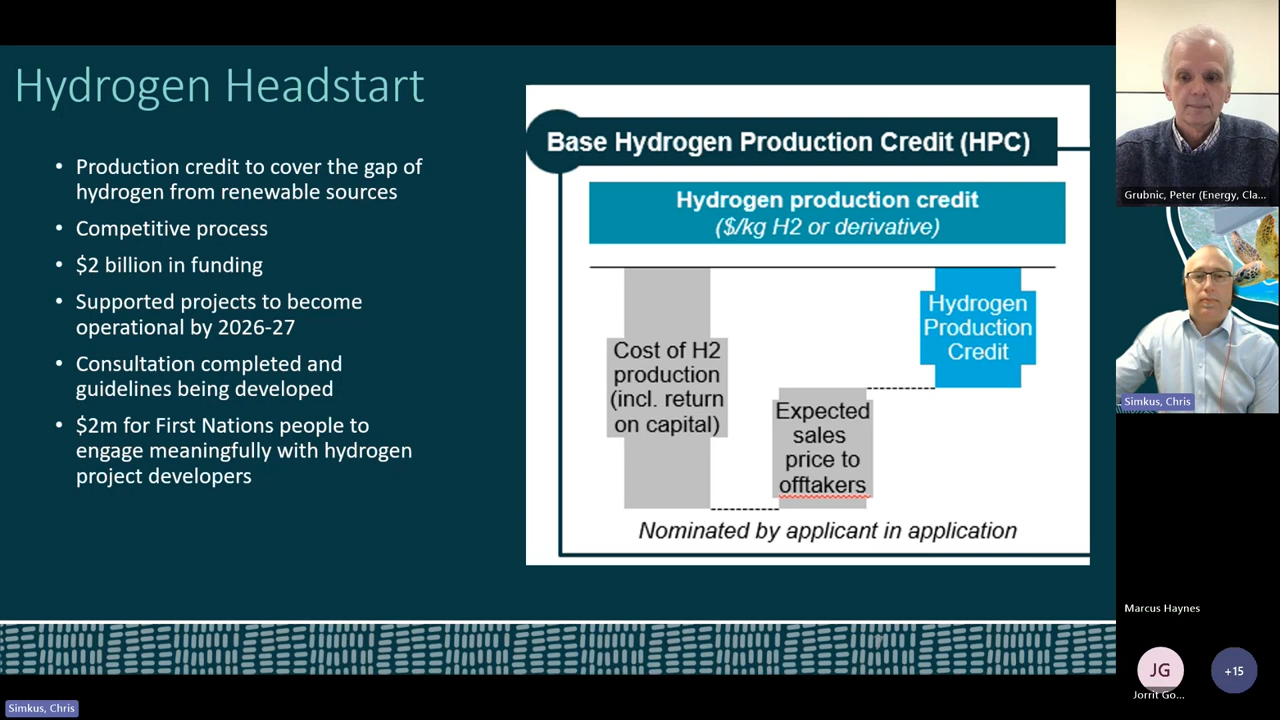 Hydrogen Headstart
• Production credit to cover the gap of
hydrogen from renewable sources
• Competitive process
• $2 billion in funding
• Supported projects to become
operational by 2026-27
• Consultation completed and
guidelines being developed
• $2m for First Nations people to
engage meaningfully with hydrogen
project developers
Base Hydrogen Production Credit (HPC)
Hydrogen production credit
($/kg H2 or derivative)
Cost of H2
production
(incl. return
on capital)
Expected
sales
price to
offtakers
Hydrogen
Production
Credit
Nominated by applicant in application
Grubnic, Peter (Energy, Cla...
Simkus, Chris
Marcus Haynes
JG
Jorrit Go...
+15
Simkus, Chris